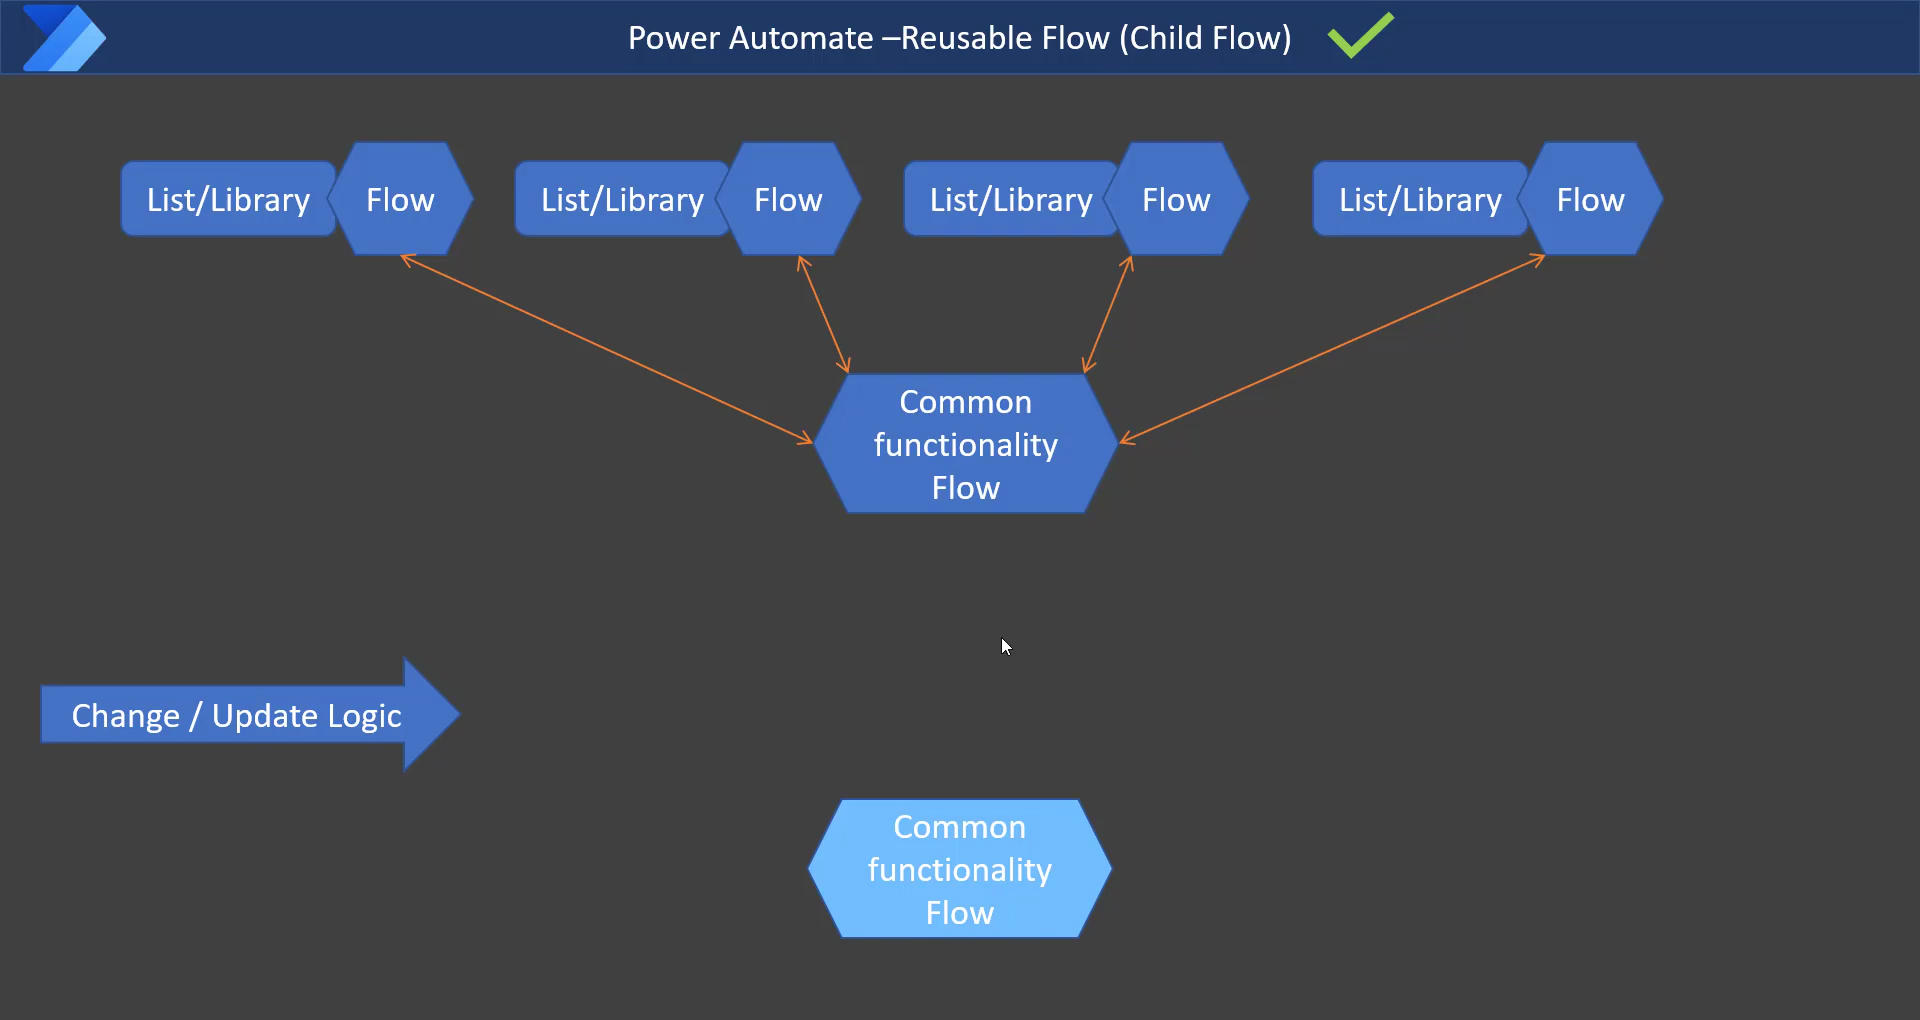 Power Automate –Reusable Flow (Child Flow)
List/Library
Flow
List/Library
Flow
List/Library
Flow
List/Library
Flow
Common
functionality
Flow
Change / Update Logic
Common
functionality
Flow